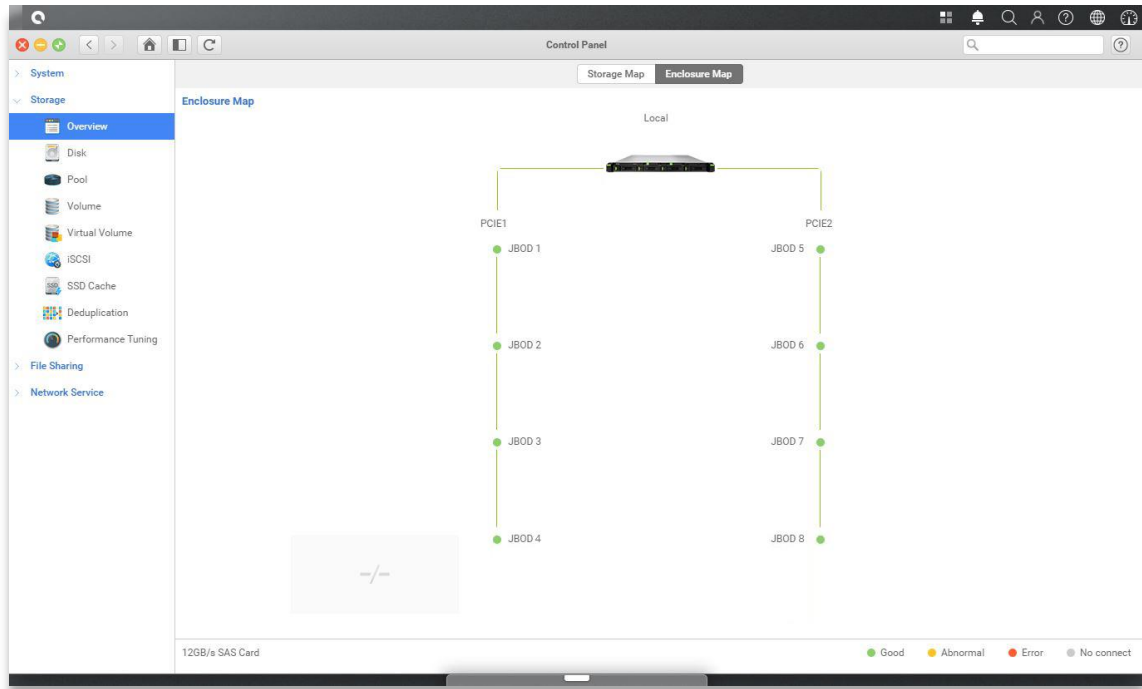 Control Panel
System
Storage Map Enclosure Map
Storage
Overview
Disk
Pool
Volume
Virtual Volume
iSCSI
SSD Cache
Deduplication
Performance Tuning
File Sharing
Network Service
Enclosure Map
Local
PCIE1 PCIE2
JBOD 1 JBOD 5
JBOD 2 JBOD 6
JBOD 3 JBOD 7
JBOD 4 JBOD 8
-/-
12GB/s SAS Card Good Abnormal Error No connect